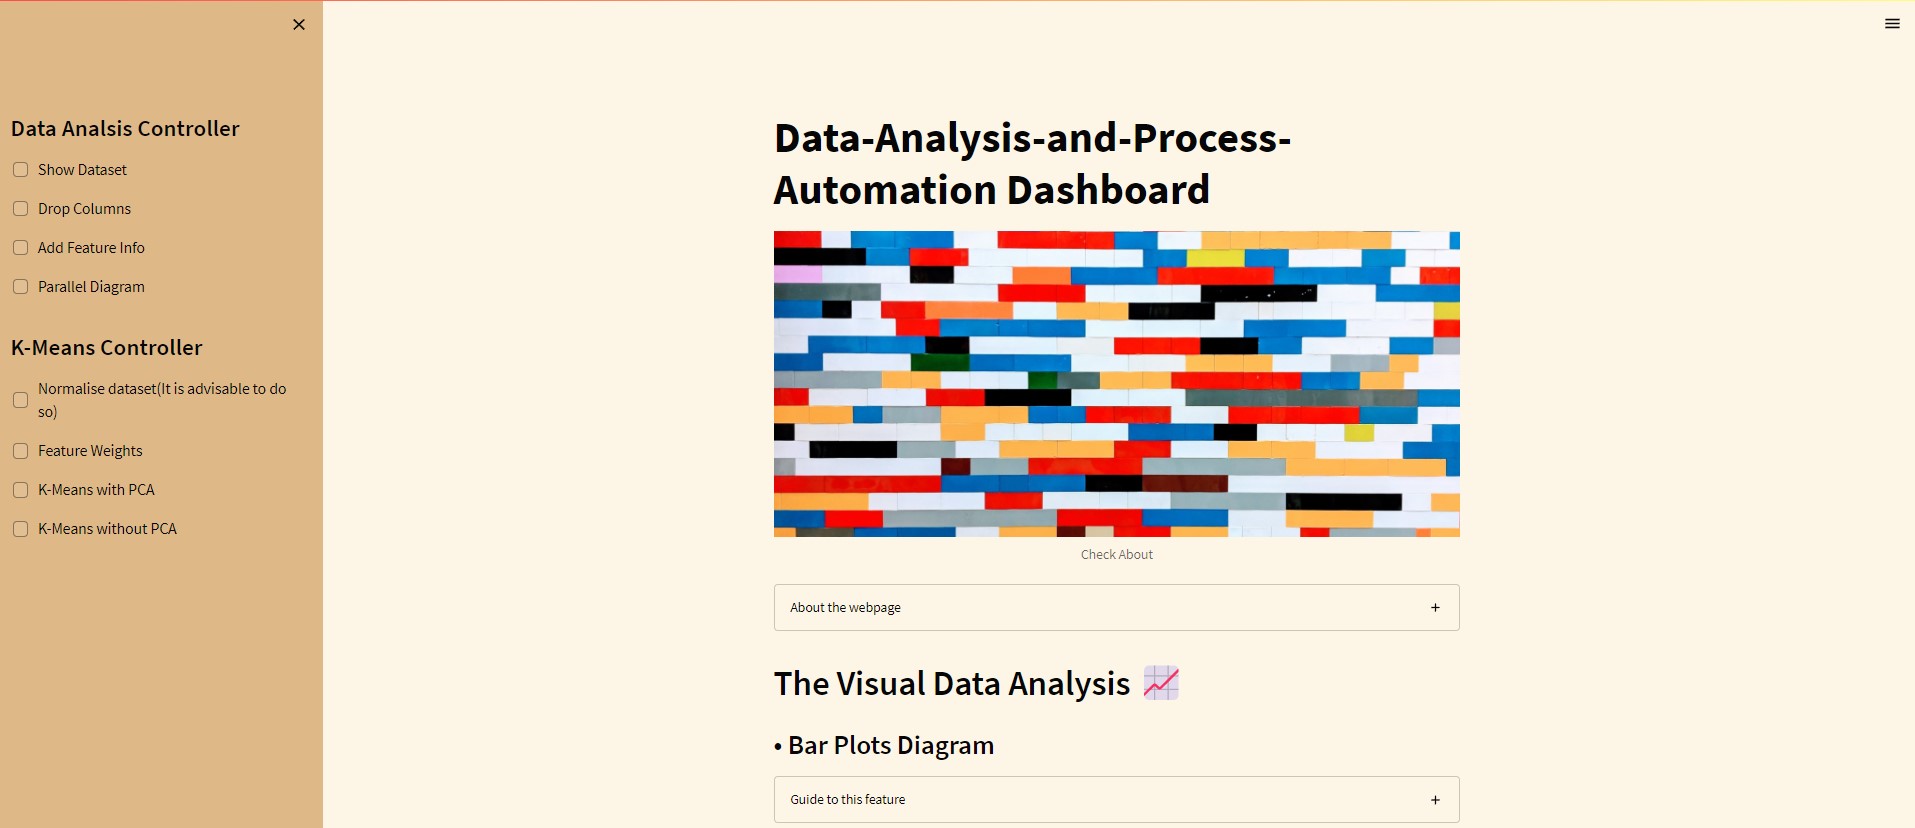 Data Analsis Controller
Show Dataset
Drop Columns
Add Feature Info
Parallel Diagram
K-Means Controller
Normalise dataset(It is advisable to do
so)
Feature Weights
K-Means with PCA
K-Means without PCA
Data-Analysis-and-Process-
Automation Dashboard
Check About
About the webpage
The Visual Data Analysis
• Bar Plots Diagram
Guide to this feature